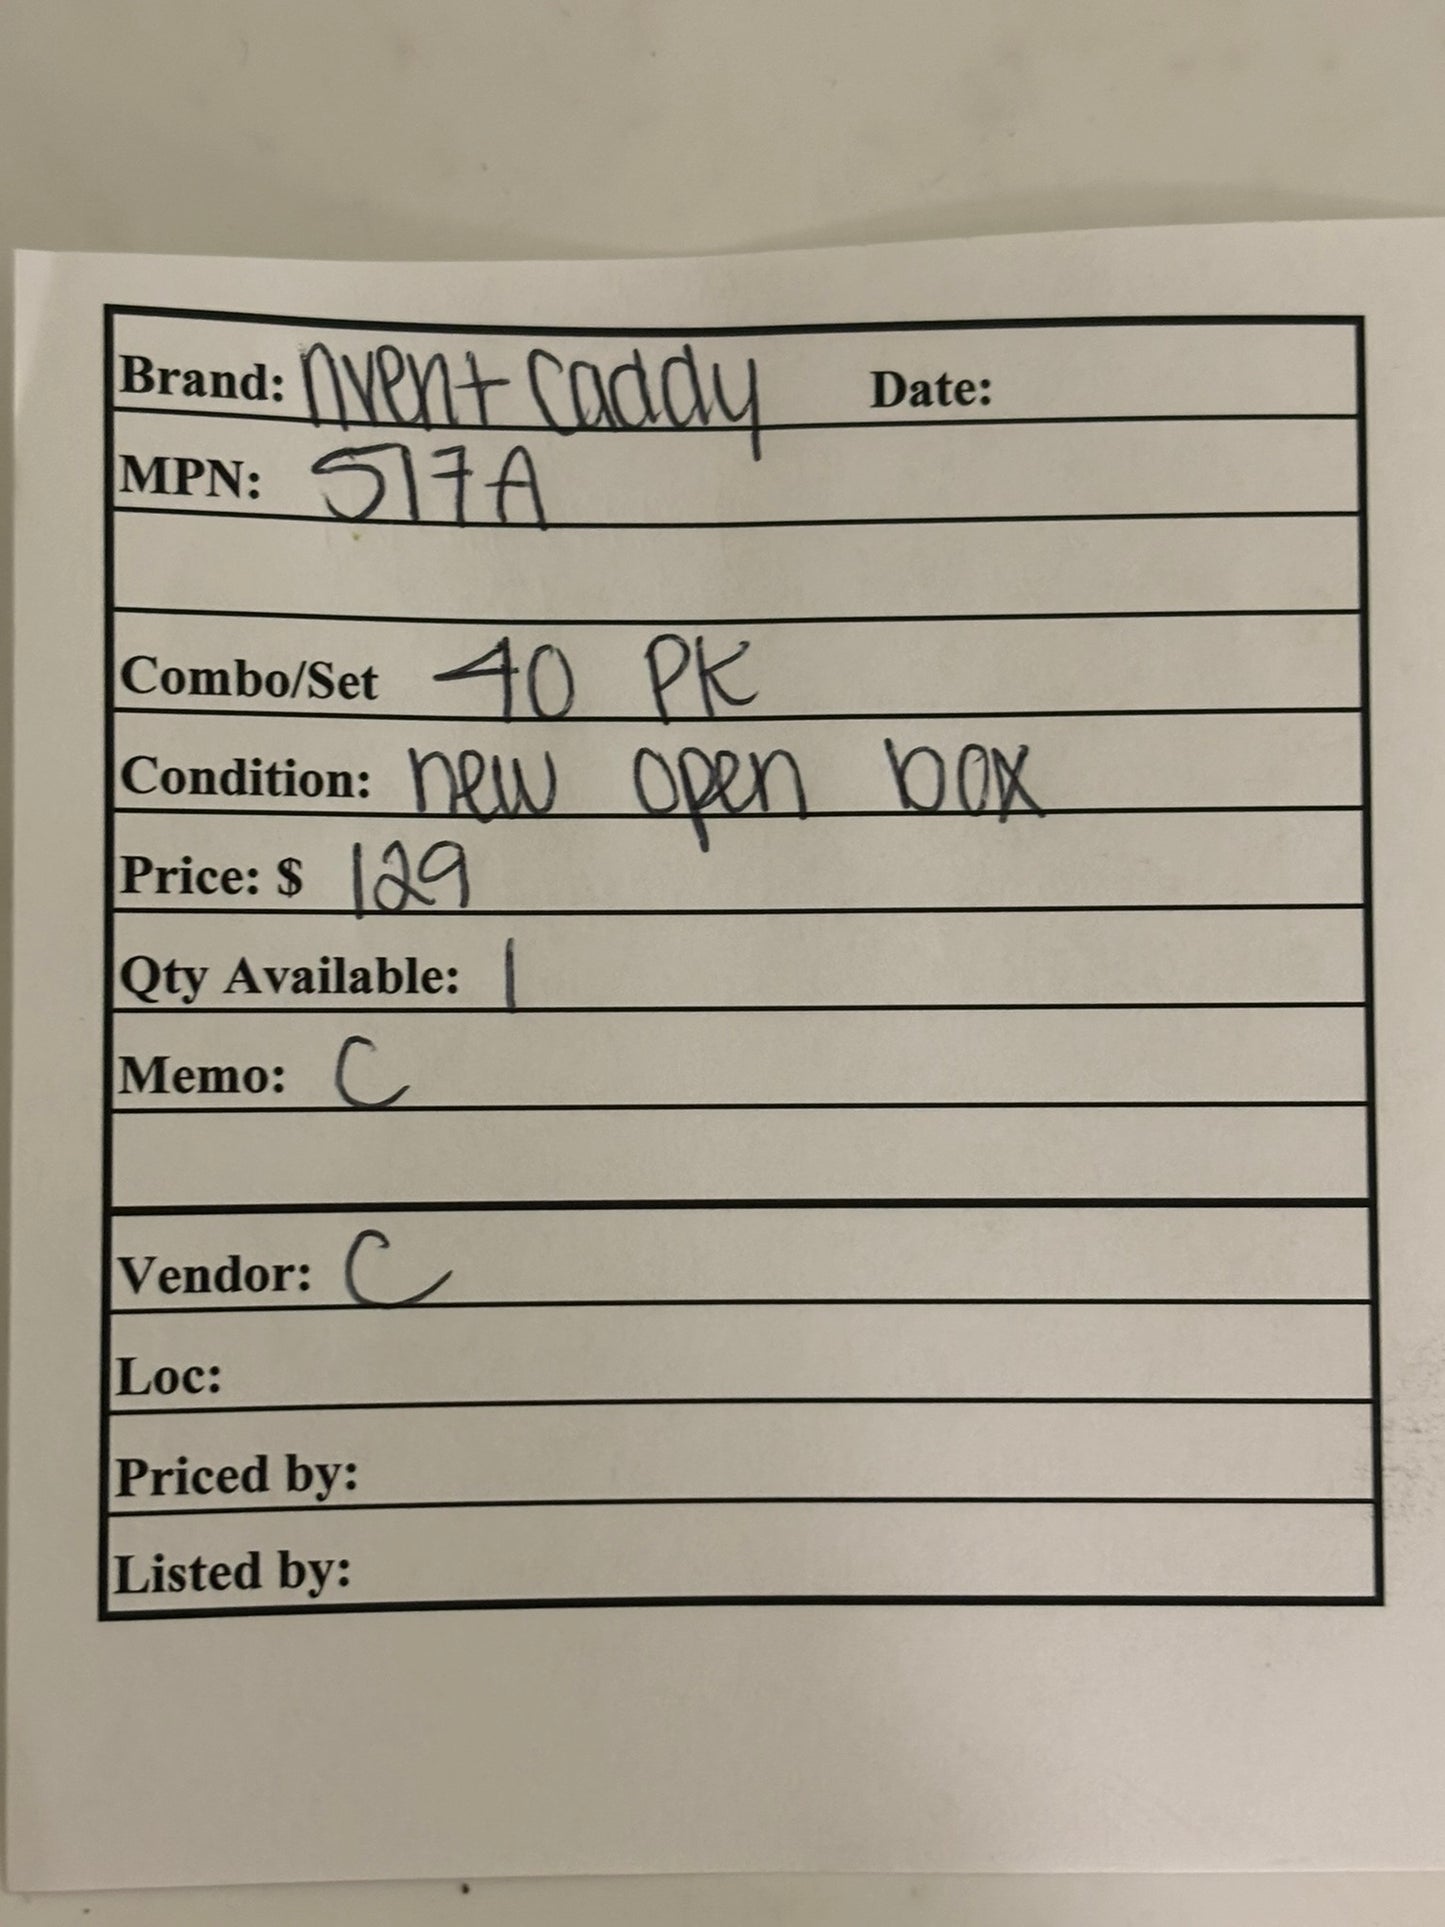 Brand: nvent caddy Date:
MPN: 517A
Combo/Set 40 PK
Condition: new open box
Price: $ 129
Qty Available: 1
Memo: C
Vendor: C
Loc:
Priced by:
Listed by: